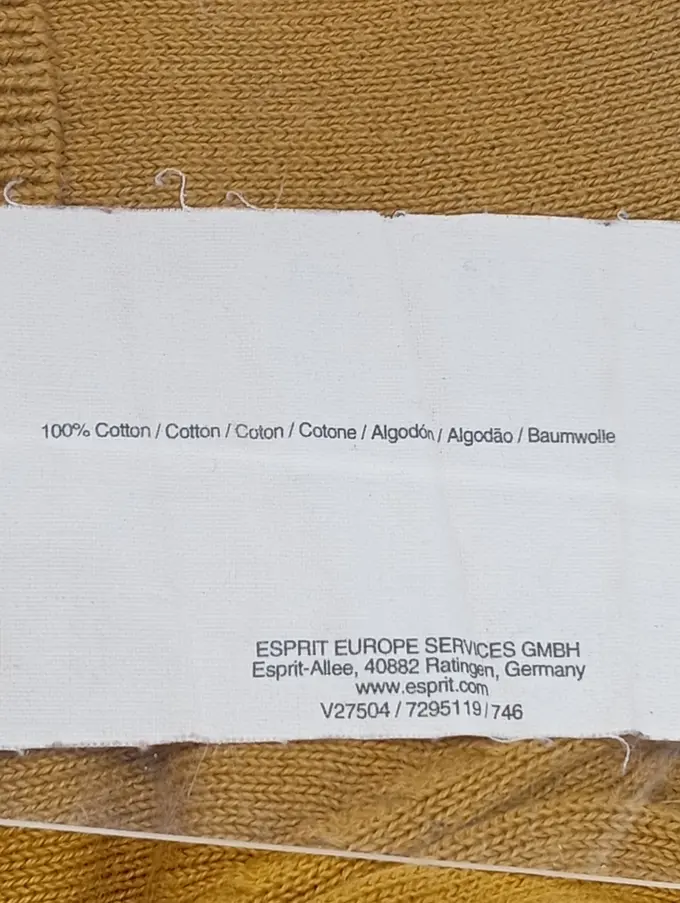 100% Cotton / Cotton / Coton / Cotone / Algodón / Algodão / Baumwolle
ESPRIT EUROPE SERVICES GMBH
Esprit-Allee, 40882 Ratingen, Germany
www.esprit.com
V27504 / 7295119 / 746